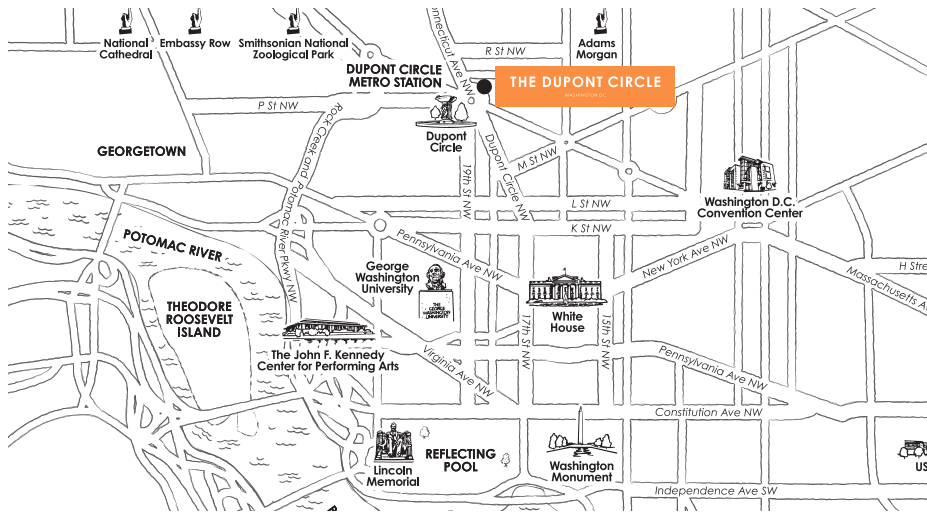 National
Cathedral
Embassy Row
Smithsonian National
Zoological Park
onnecticut Ave NW
R St NW
Adams
Morgan
DUPONT CIRCLE
METRO STATION
THE DUPONT CIRCLE
WASHINGTON D.C.
P St NW
Rock Creek and Potomac River Pkwy NW
Dupont
Circle
Dupont Circle NW
M St NW
GEORGETOWN
19th St NW
L St NW
K St NW
Washington D.C.
Convention Center
POTOMAC RIVER
Pennsylvania Ave NW
New York Ave NW
H Stre
Massachusetts A
George
Washington
University
THE
GEORGE
WASHINGTON
UNIVERSITY
THEODORE
ROOSEVELT
ISLAND
White
House
17th St NW
15th St NW
The John F. Kennedy
Center for Performing Arts
Virginia Ave NW
Pennsylvania Ave NW
Constitution Ave NW
Lincoln
Memorial
REFLECTING
POOL
Washington
Monument
US
Independence Ave SW